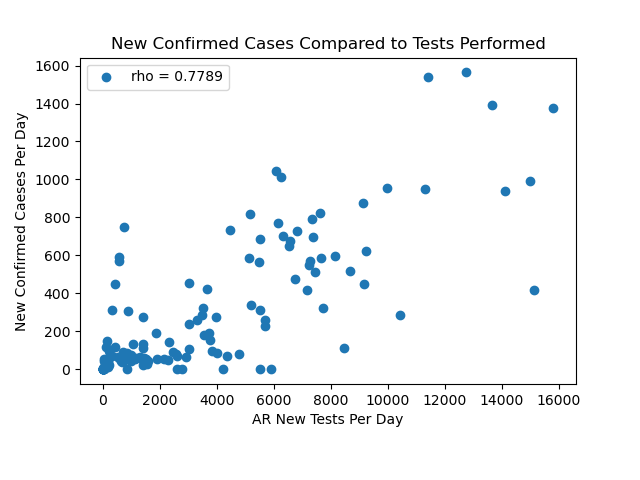 New Confirmed Cases Compared to Tests Performed
rho = 0.7789
1600
1400
1200
1000
800
600
400
200
0
New Confirmed Caeses Per Day
0 2000 4000 6000 8000 10000 12000 14000 16000
AR New Tests Per Day